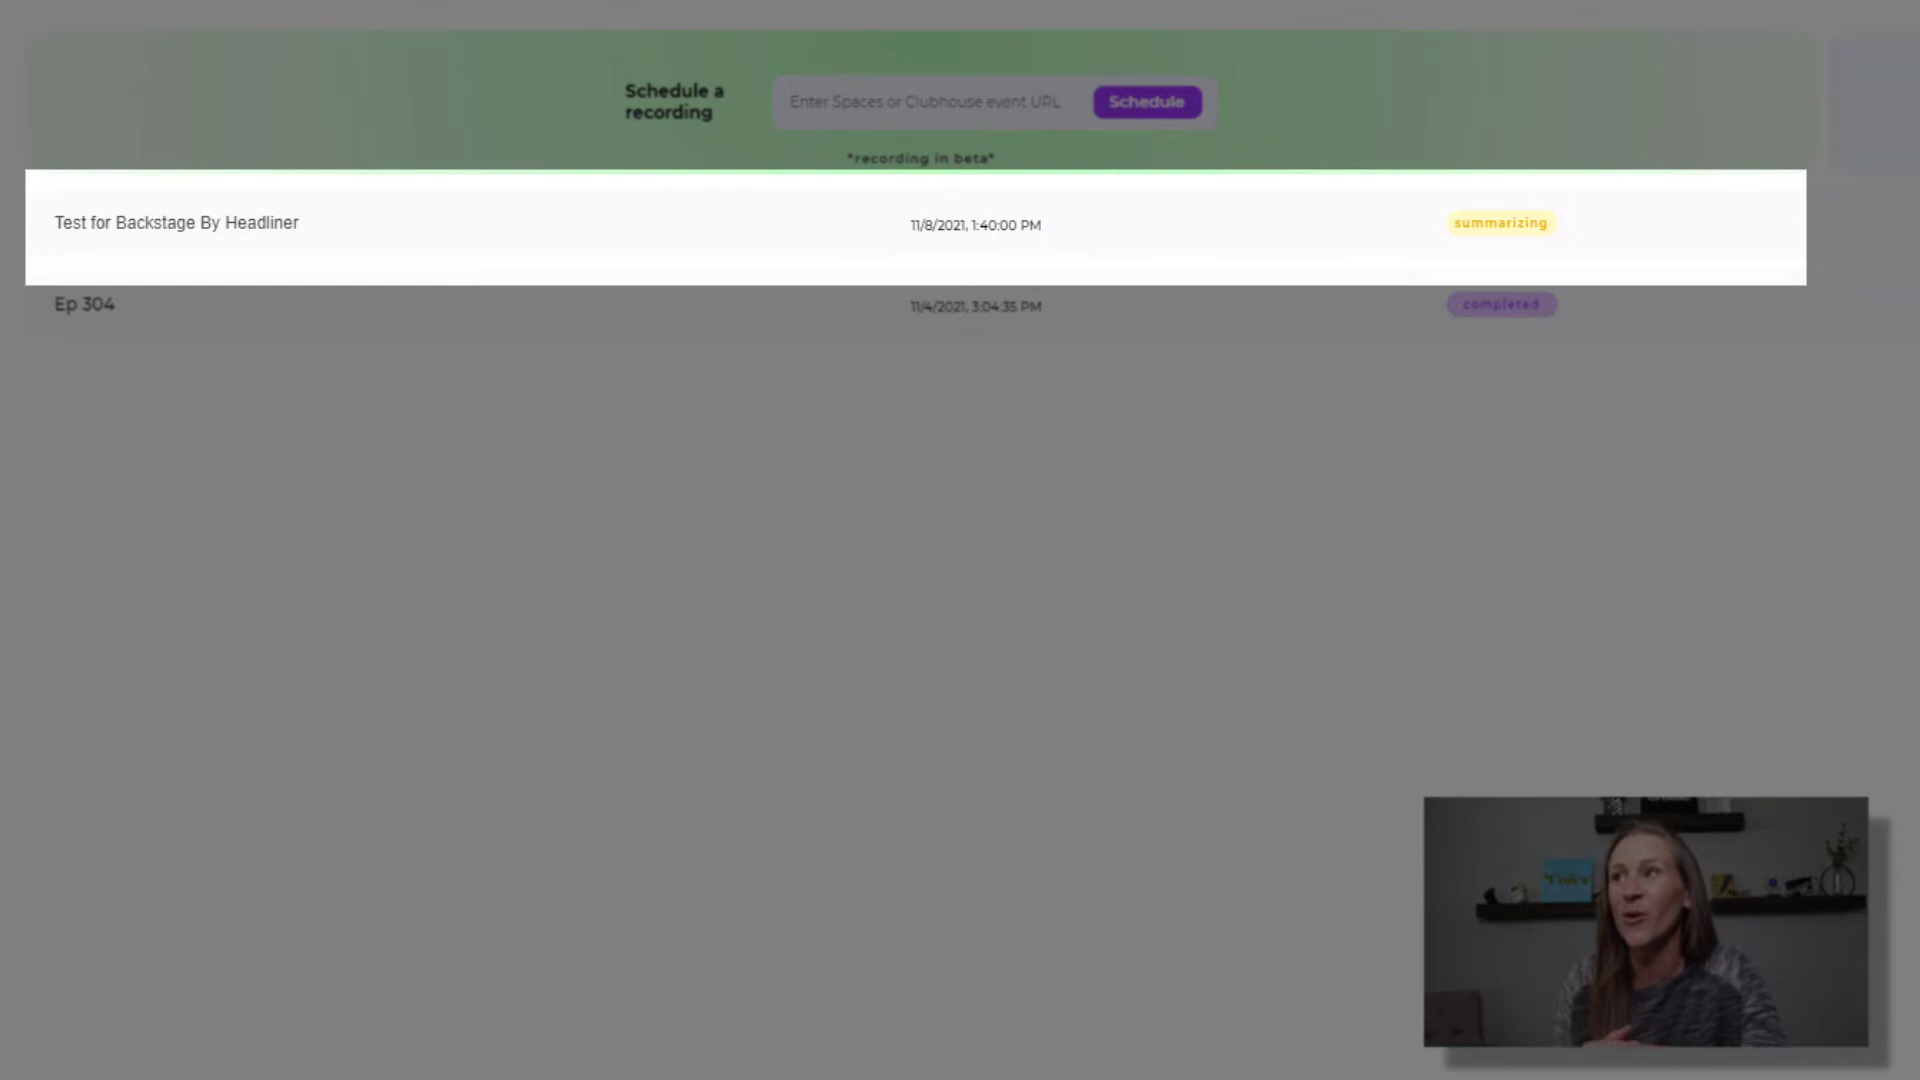 Schedule a
recording
Enter Spaces or Clubhouse event URL
Schedule
*recording in beta*
Test for Backstage By Headliner 11/8/2021, 1:40:00 PM summarizing
Ep 304 11/4/2021, 3:04:35 PM completed